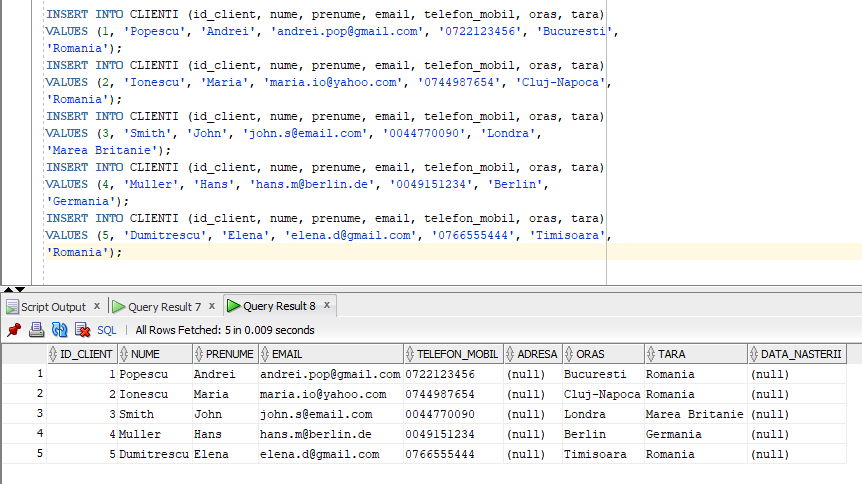 INSERT INTO CLIENTI (id_client, nume, prenume, email, telefon_mobil, oras, tara)
VALUES (1, 'Popescu', 'Andrei', 'andrei.pop@gmail.com', '0722123456', 'Bucuresti',
'Romania');
INSERT INTO CLIENTI (id_client, nume, prenume, email, telefon_mobil, oras, tara)
VALUES (2, 'Ionescu', 'Maria', 'maria.io@yahoo.com', '0744987654', 'Cluj-Napoca',
'Romania');
INSERT INTO CLIENTI (id_client, nume, prenume, email, telefon_mobil, oras, tara)
VALUES (3, 'Smith', 'John', 'john.s@email.com', '0044770090', 'Londra',
'Marea Britanie');
INSERT INTO CLIENTI (id_client, nume, prenume, email, telefon_mobil, oras, tara)
VALUES (4, 'Muller', 'Hans', 'hans.m@berlin.de', '0049151234', 'Berlin',
'Germania');
INSERT INTO CLIENTI (id_client, nume, prenume, email, telefon_mobil, oras, tara)
VALUES (5, 'Dumitrescu', 'Elena', 'elena.d@gmail.com', '0766555444', 'Timisoara',
'Romania');
Script Output x Query Result 7 x Query Result 8 x
SQL | All Rows Fetched: 5 in 0.009 seconds
ID_CLIENT NUME PRENUME EMAIL TELEFON_MOBIL ADRESA ORAS TARA DATA_NASTERII
1 1 Popescu Andrei andrei.pop@gmail.com 0722123456 (null) Bucuresti Romania (null)
2 2 Ionescu Maria maria.io@yahoo.com 0744987654 (null) Cluj-Napoca Romania (null)
3 3 Smith John john.s@email.com 0044770090 (null) Londra Marea Britanie (null)
4 4 Muller Hans hans.m@berlin.de 0049151234 (null) Berlin Germania (null)
5 5 Dumitrescu Elena elena.d@gmail.com 0766555444 (null) Timisoara Romania (null)